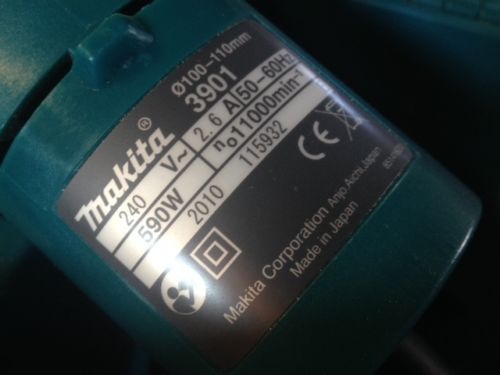 Makita®
Ø100-110mm
3901
240 V~ 2.6 A 50-60Hz
590W n₀11000min⁻¹
2010 115932
CE
Makita Corporation Anjo,Aichi,Japan
Made in Japan